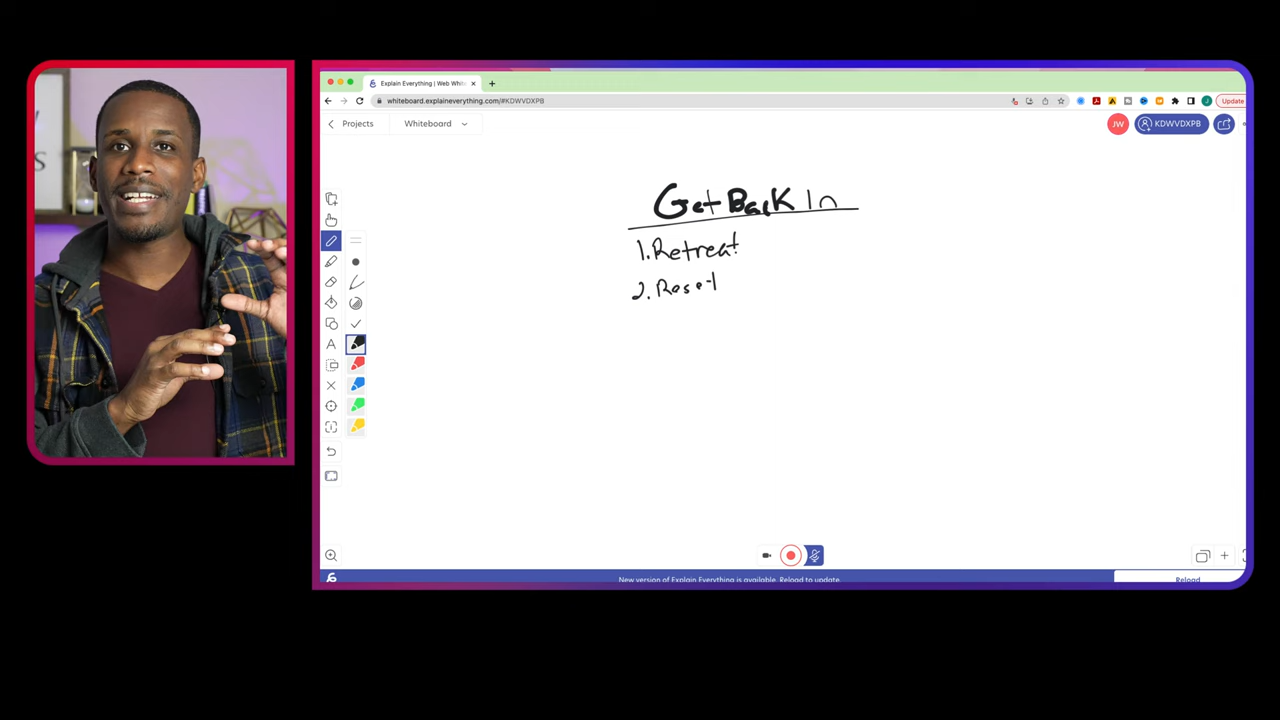 Explain Everything | Web White
whiteboard.explaineverything.com/#KDWVDXPB
Update
Projects
Whiteboard
JW
KDWVDXPB
Get Back In
1. Retreat
2. Reset
New version of Explain Everything is available. Reload to update.
Reload